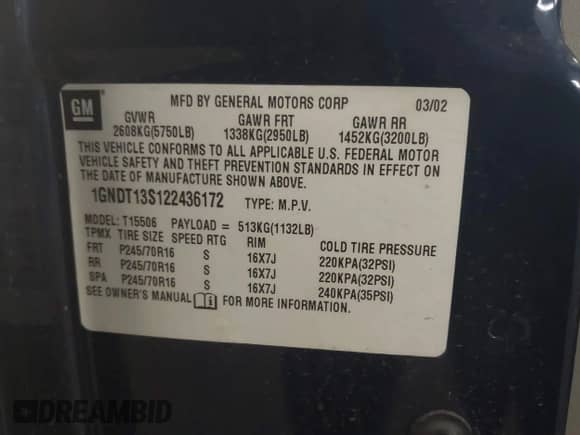 GM
MFD BY GENERAL MOTORS CORP 03/02
GVWR GAWR FRT GAWR RR
2608KG(5750LB) 1338KG(2950LB) 1452KG(3200LB)
THIS VEHICLE CONFORMS TO ALL APPLICABLE U.S. FEDERAL MOTOR
VEHICLE SAFETY AND THEFT PREVENTION STANDARDS IN EFFECT ON
THE DATE OF MANUFACTURE SHOWN ABOVE.
1GNDT13S122436172 TYPE: M.P.V.
MODEL: T15506 PAYLOAD = 513KG(1132LB)
TPMX TIRE SIZE SPEED RTG RIM COLD TIRE PRESSURE
FRT P245/70R16 S 16X7J 220KPA(32PSI)
RR P245/70R16 S 16X7J 220KPA(32PSI)
SPA P245/70R16 S 16X7J 240KPA(35PSI)
SEE OWNER'S MANUAL FOR MORE INFORMATION.
DREAMBID